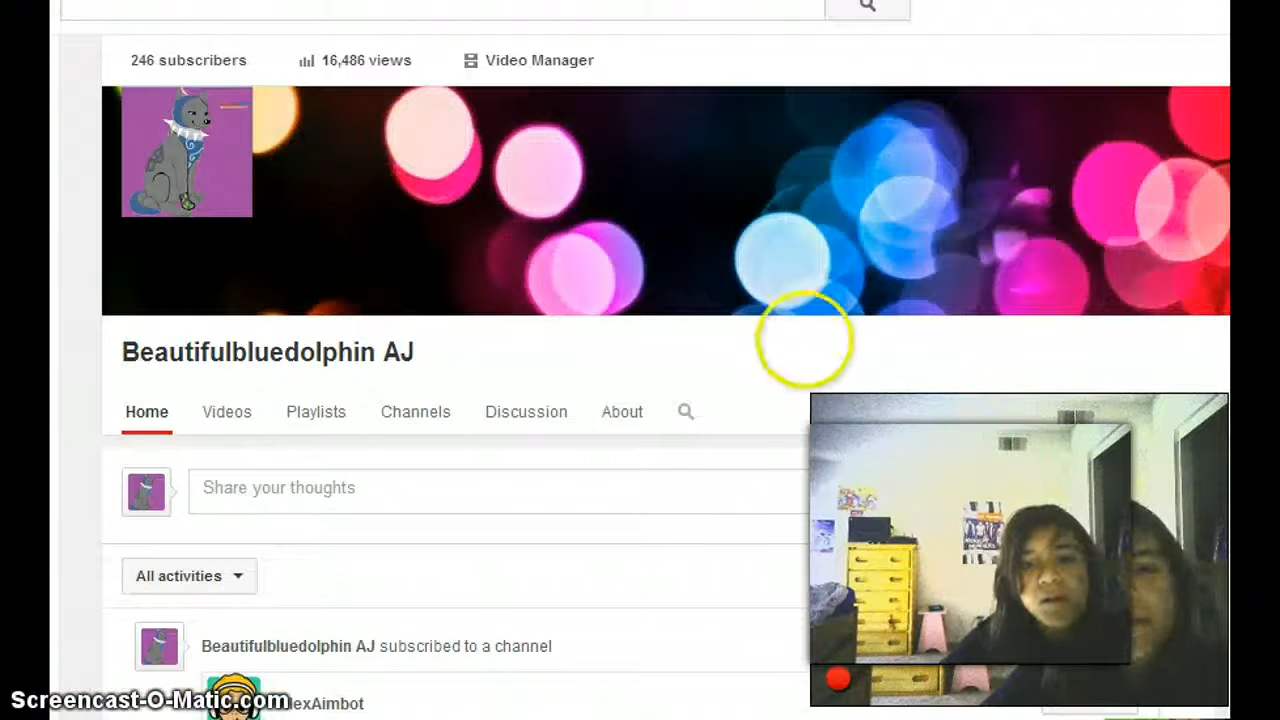 246 subscribers
16,486 views
Video Manager
Beautifulbluedolphin AJ
Home
Videos
Playlists
Channels
Discussion
About
Share your thoughts
All activities
Beautifulbluedolphin AJ subscribed to a channel
exAimbot
Screencast-O-Matic.com